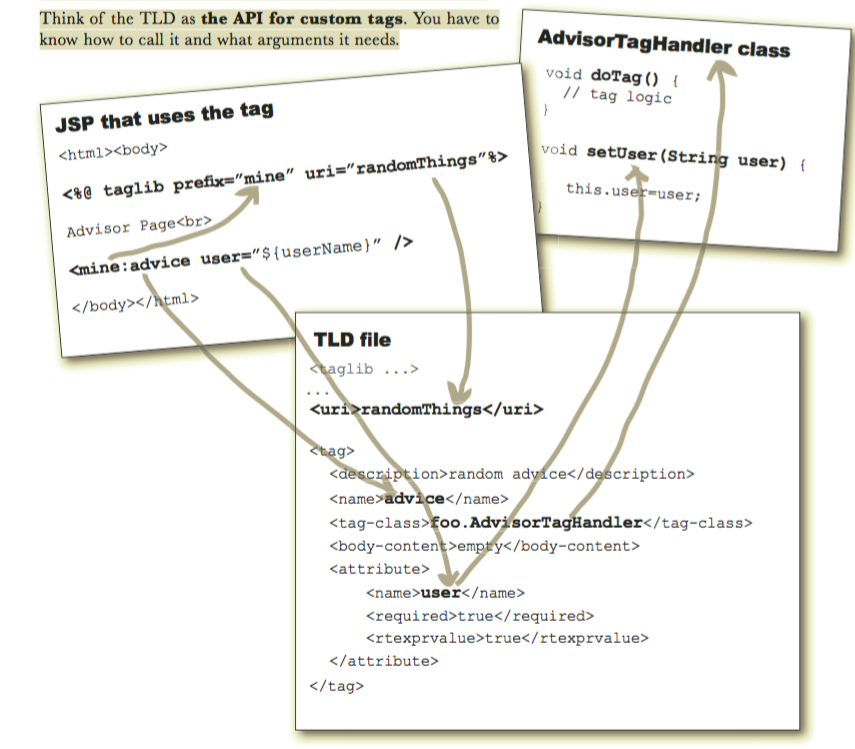 Think of the TLD as the API for custom tags. You have to
know how to call it and what arguments it needs.
AdvisorTagHandler class
void doTag() {
// tag logic
}
void setUser(String user) {
this.user=user;
}
JSP that uses the tag
<html><body>
<%@ taglib prefix="mine" uri="randomThings"%>
Advisor Page<br>
<mine:advice user="${userName}" />
</body></html>
TLD file
<taglib ...>
...
<uri>randomThings</uri>
<tag>
<description>random advice</description>
<name>advice</name>
<tag-class>foo.AdvisorTagHandler</tag-class>
<body-content>empty</body-content>
<attribute>
<name>user</name>
<required>true</required>
<rtexprvalue>true</rtexprvalue>
</attribute>
</tag>